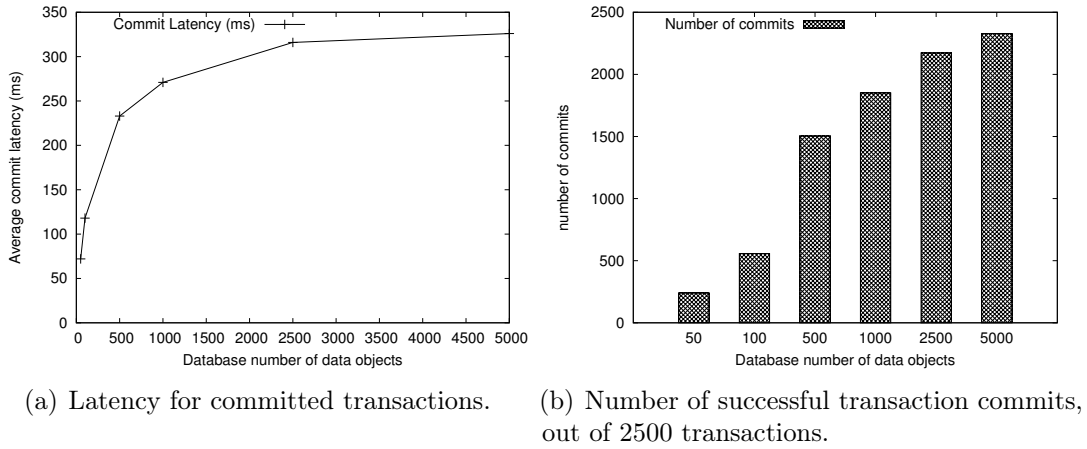 350
300
250
200
150
100
50
0
Average commit latency (ms)
Commit Latency (ms)
0 500 1000 1500 2000 2500 3000 3500 4000 4500 5000
Database number of data objects
(a) Latency for committed transactions.
2500
2000
1500
1000
500
0
number of commits
Number of commits
50 100 500 1000 2500 5000
Database number of data objects
(b) Number of successful transaction commits,
out of 2500 transactions.